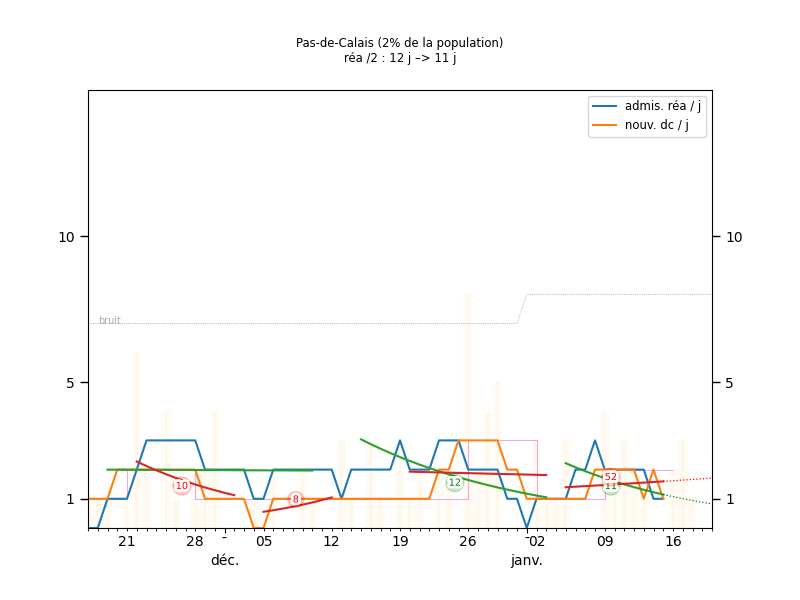 Pas-de-Calais (2% de la population)
réa /2 : 12 j –> 11 j
admis. réa / j
nouv. dc / j
10 10
bruit
5 5
10 8 12 52
11
1 1
21 28 - 05 12 19 26 - 02 09 16
déc. janv.